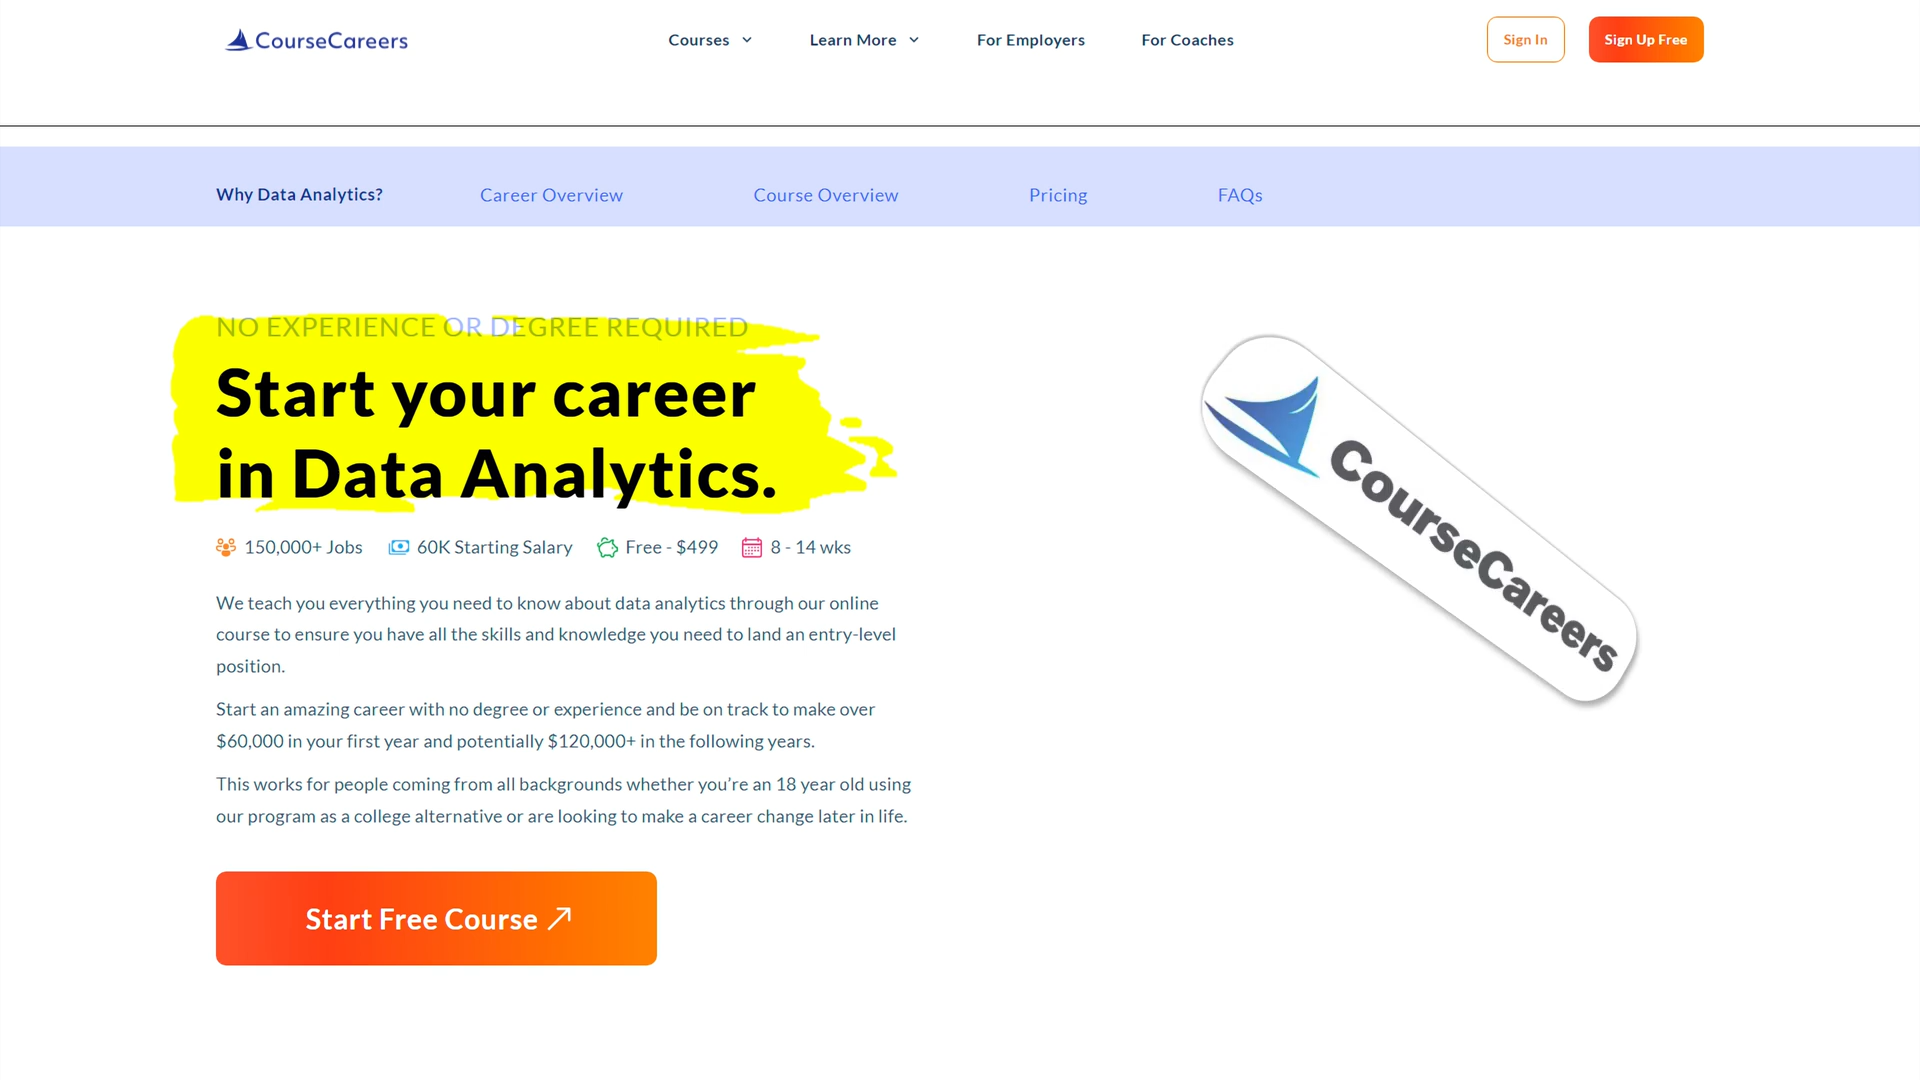 CourseCareers
Courses
Learn More
For Employers
For Coaches
Sign In
Sign Up Free
Why Data Analytics?
Career Overview
Course Overview
Pricing
FAQs
NO EXPERIENCE OR DEGREE REQUIRED
Start your career
in Data Analytics.
150,000+ Jobs
60K Starting Salary
Free - $499
8 - 14 wks
We teach you everything you need to know about data analytics through our online
course to ensure you have all the skills and knowledge you need to land an entry-level
position.
Start an amazing career with no degree or experience and be on track to make over
$60,000 in your first year and potentially $120,000+ in the following years.
This works for people coming from all backgrounds whether you’re an 18 year old using
our program as a college alternative or are looking to make a career change later in life.
Start Free Course
CourseCareers